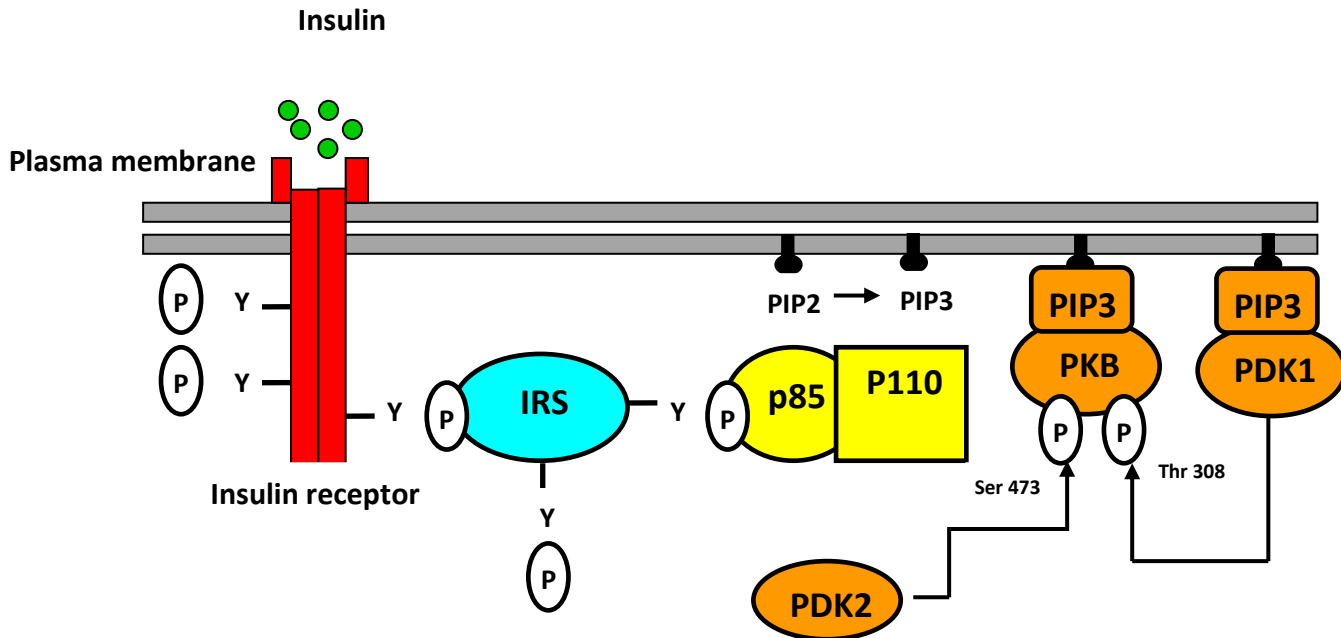 Insulin
Plasma membrane
P Y
PIP2 PIP3
PIP3 PIP3
P Y
Y P IRS Y P p85 P110
PKB PDK1
P P
Insulin receptor
Ser 473 Thr 308
Y
P
PDK2